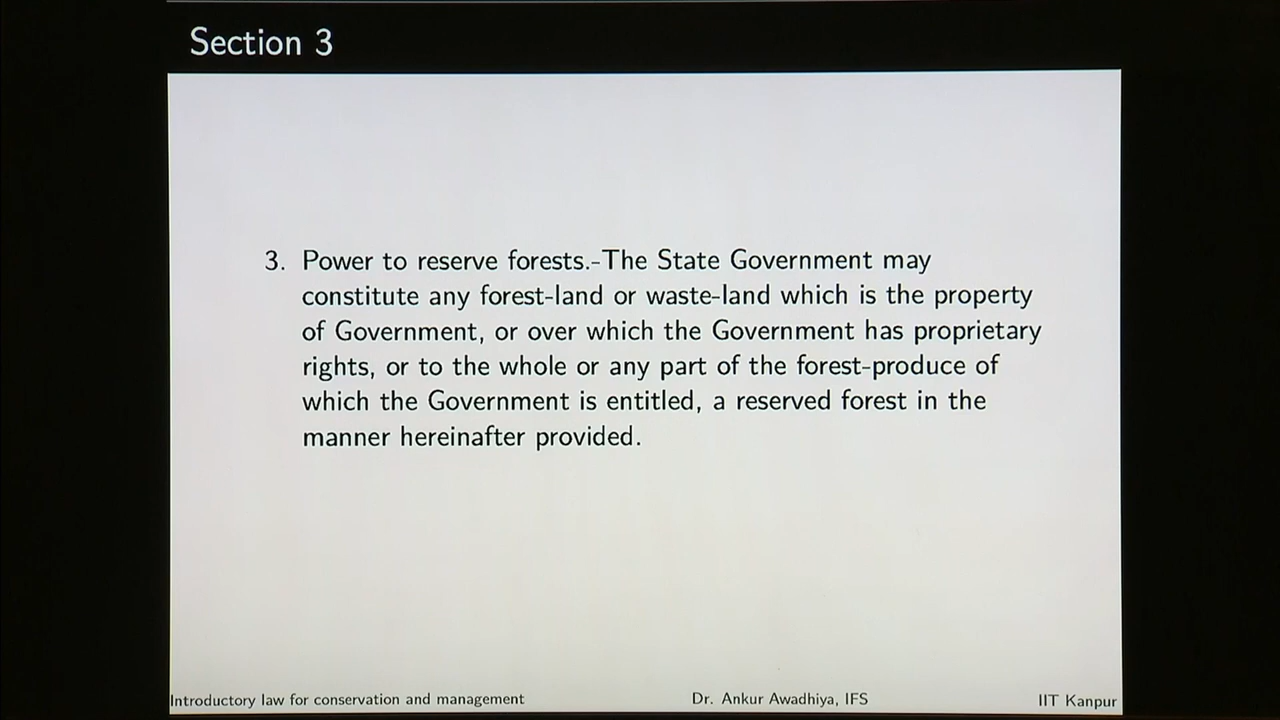 Section 3
3. Power to reserve forests.-The State Government may
constitute any forest-land or waste-land which is the property
of Government, or over which the Government has proprietary
rights, or to the whole or any part of the forest-produce of
which the Government is entitled, a reserved forest in the
manner hereinafter provided.
Introductory law for conservation and management Dr. Ankur Awadhiya, IFS IIT Kanpur